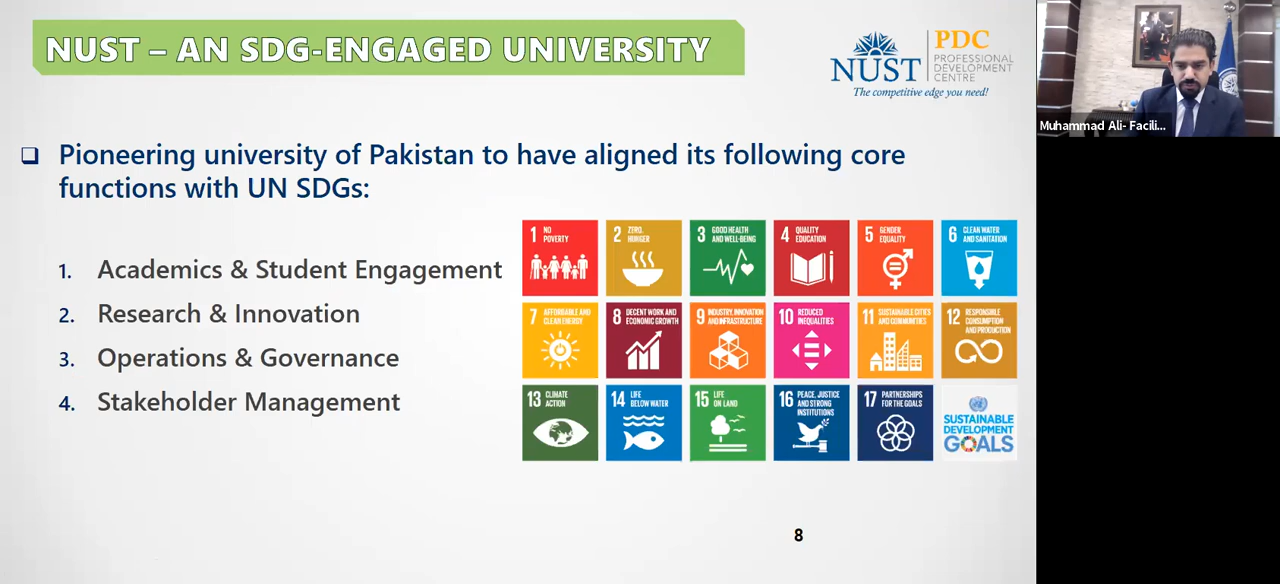 NUST – AN SDG-ENGAGED UNIVERSITY
NUST
PDC
PROFESSIONAL
DEVELOPMENT
CENTRE
The competitive edge you need!
Muhammad Ali- Facili...
Pioneering university of Pakistan to have aligned its following core
functions with UN SDGs:
1. Academics & Student Engagement
2. Research & Innovation
3. Operations & Governance
4. Stakeholder Management
1 NO
POVERTY
2 ZERO
HUNGER
3 GOOD HEALTH
AND WELL-BEING
4 QUALITY
EDUCATION
5 GENDER
EQUALITY
6 CLEAN WATER
AND SANITATION
7 AFFORDABLE AND
CLEAN ENERGY
8 DECENT WORK AND
ECONOMIC GROWTH
9 INDUSTRY, INNOVATION
AND INFRASTRUCTURE
10 REDUCED
INEQUALITIES
11 SUSTAINABLE CITIES
AND COMMUNITIES
12 RESPONSIBLE
CONSUMPTION
AND PRODUCTION
13 CLIMATE
ACTION
14 LIFE
BELOW WATER
15 LIFE
ON LAND
16 PEACE, JUSTICE
AND STRONG
INSTITUTIONS
17 PARTNERSHIPS
FOR THE GOALS
SUSTAINABLE
DEVELOPMENT
GOALS
8